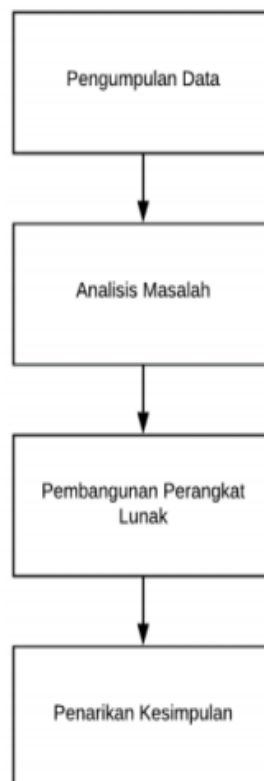 Pengumpulan Data
Analisis Masalah
Pembangunan Perangkat
Lunak
Penarikan Kesimpulan